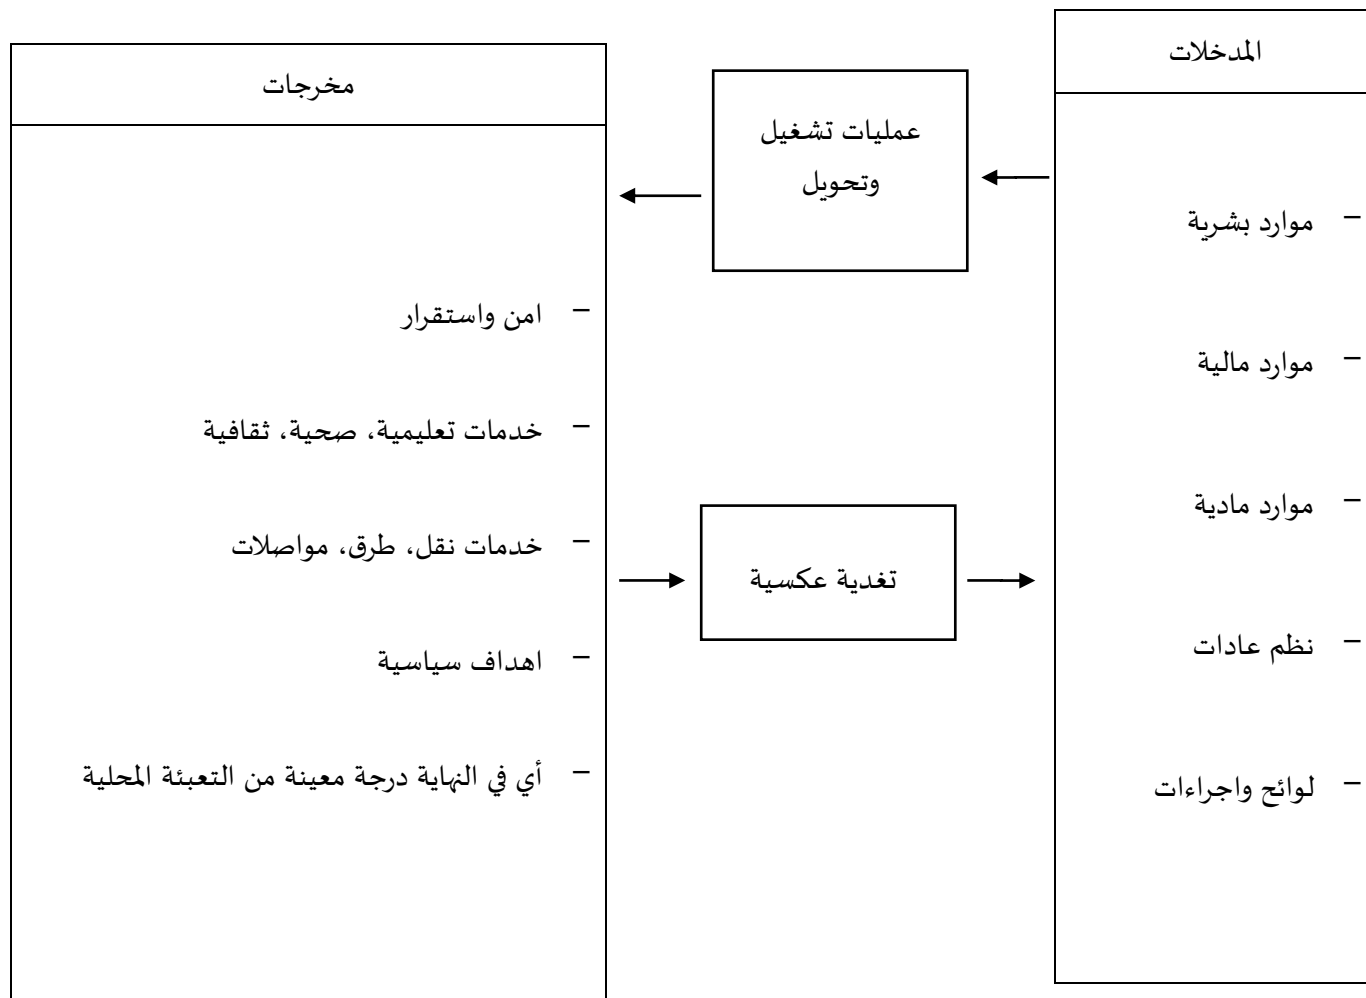 المدخلات
– موارد بشرية
– موارد مالية
– موارد مادية
– نظم عادات
– لوائح واجراءات
عمليات تشغيل
وتحويل
مخرجات
– امن واستقرار
– خدمات تعليمية، صحية، ثقافية
– خدمات نقل، طرق، مواصلات
– اهداف سياسية
– أي في النهاية درجة معينة من التعبئة المحلية
تغدية عكسية